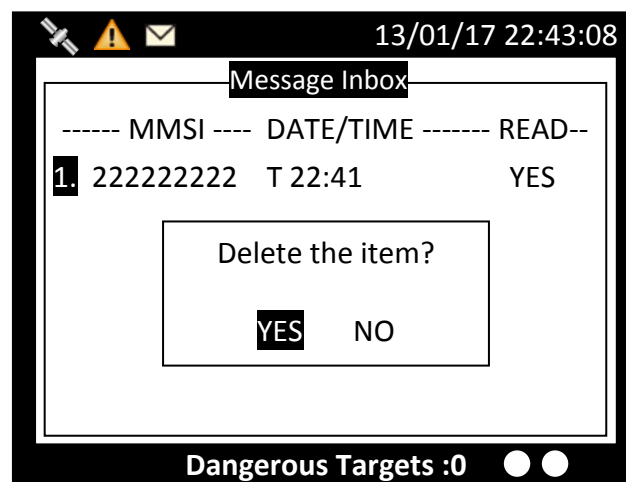 13/01/17 22:43:08
Message Inbox
------ MMSI ---- DATE/TIME ------- READ--
1. 222222222 T 22:41 YES
Delete the item?
YES NO
Dangerous Targets :0